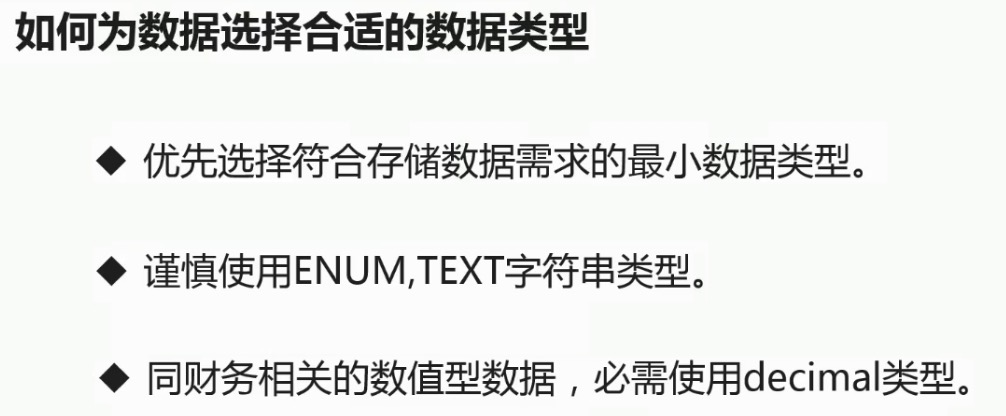 如何为数据选择合适的数据类型
◆ 优先选择符合存储数据需求的最小数据类型。
◆ 谨慎使用ENUM,TEXT字符串类型。
◆ 同财务相关的数值型数据，必需使用decimal类型。